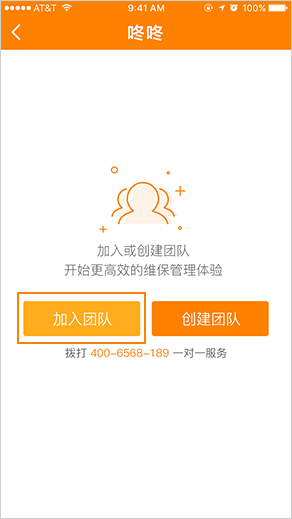 AT&T 9:41 AM 100%
咚咚
加入或创建团队
开始更高效的维保管理体验
加入团队 创建团队
拨打 400-6568-189 一对一服务